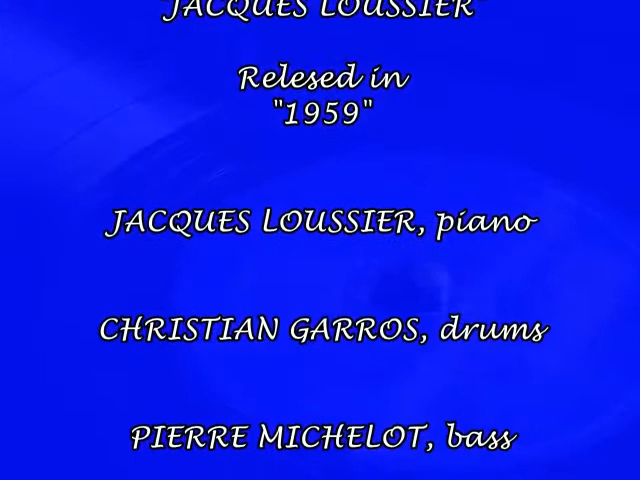 "JACQUES LOUSSIER"
Relesed in
"1959"
JACQUES LOUSSIER, piano
CHRISTIAN GARROS, drums
PIERRE MICHELOT, bass